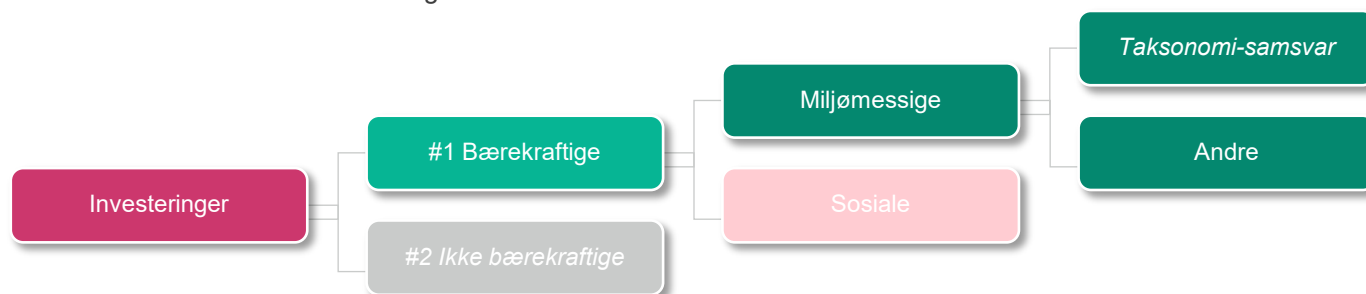 Taksonomi-samsvar
Miljømessige
#1 Bærekraftige
Andre
Investeringer
Sosiale
#2 Ikke bærekraftige